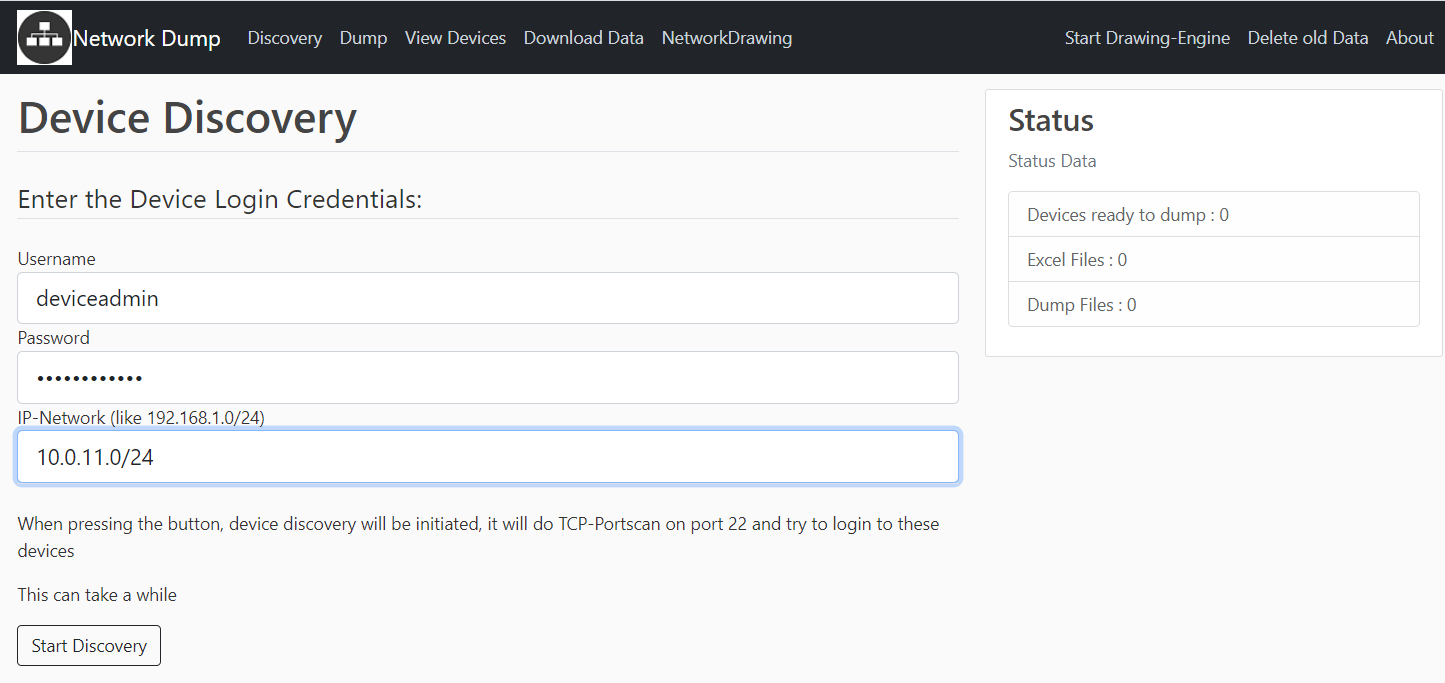 Network Dump Discovery Dump View Devices Download Data NetworkDrawing Start Drawing-Engine Delete old Data About
Device Discovery
Enter the Device Login Credentials:
Username
deviceadmin
Password
••••••••••••
IP-Network (like 192.168.1.0/24)
10.0.11.0/24
When pressing the button, device discovery will be initiated, it will do TCP-Portscan on port 22 and try to login to these
devices
This can take a while
Start Discovery
Status
Status Data
Devices ready to dump : 0
Excel Files : 0
Dump Files : 0